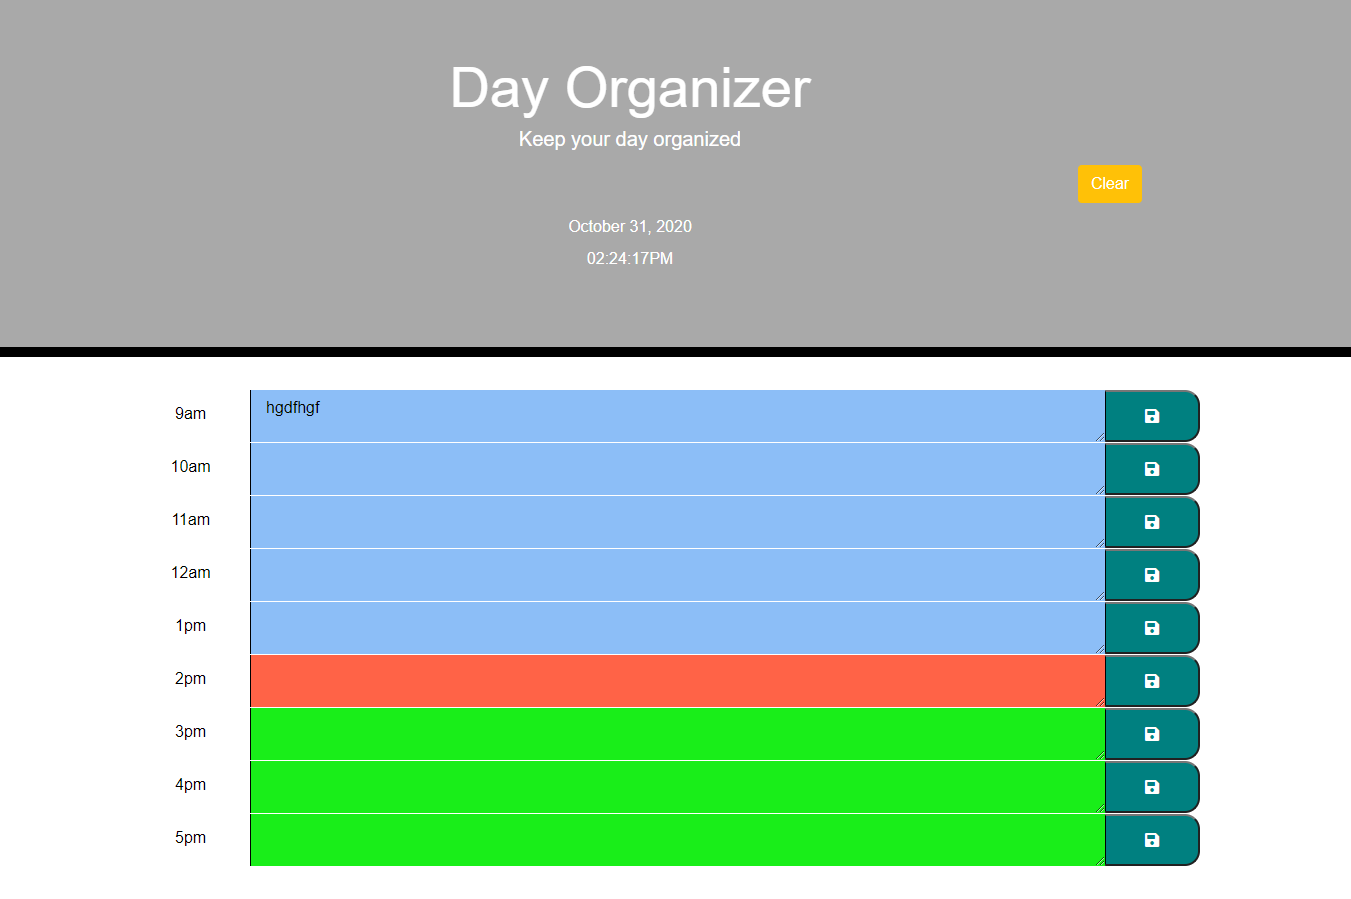 Day Organizer
Keep your day organized
Clear
October 31, 2020
02:24:17PM
9am
hgdfhgf
10am
11am
12am
1pm
2pm
3pm
4pm
5pm